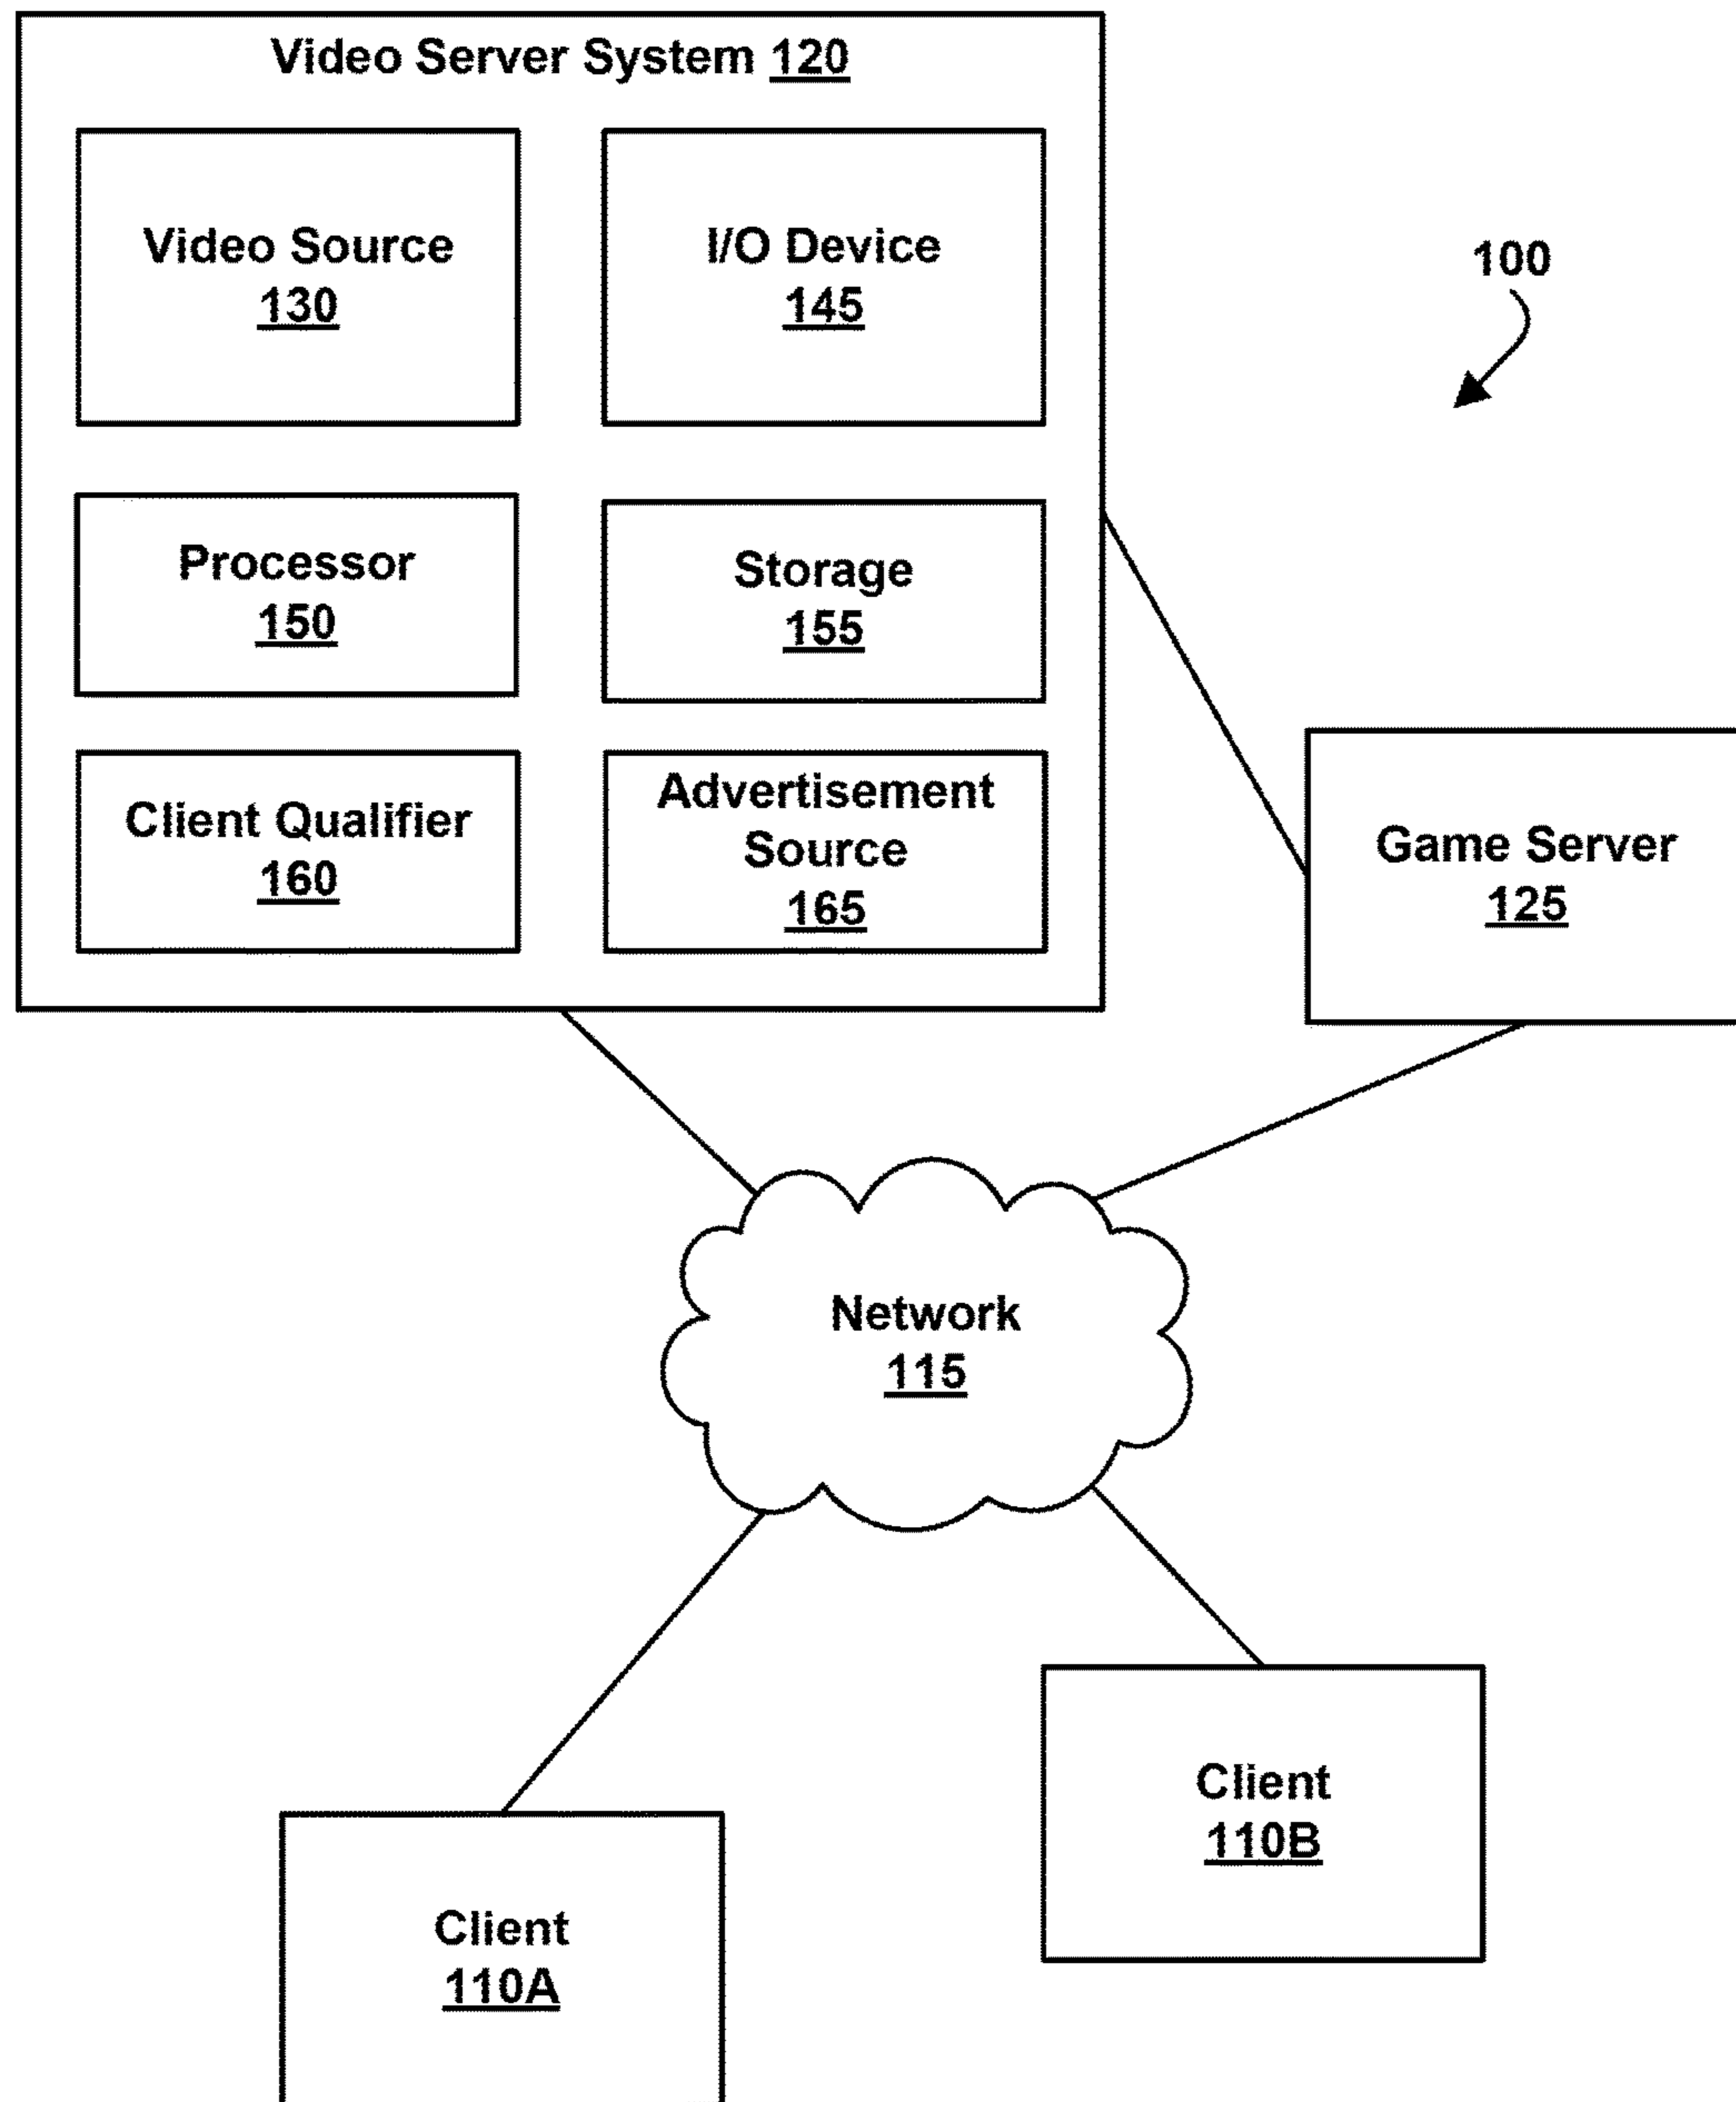 Video Server System 120
Video Source
130
I/O Device
145
100
Processor
150
Storage
155
Client Qualifier
160
Advertisement
Source
165
Game Server
125
Network
115
Client
110B
Client
110A